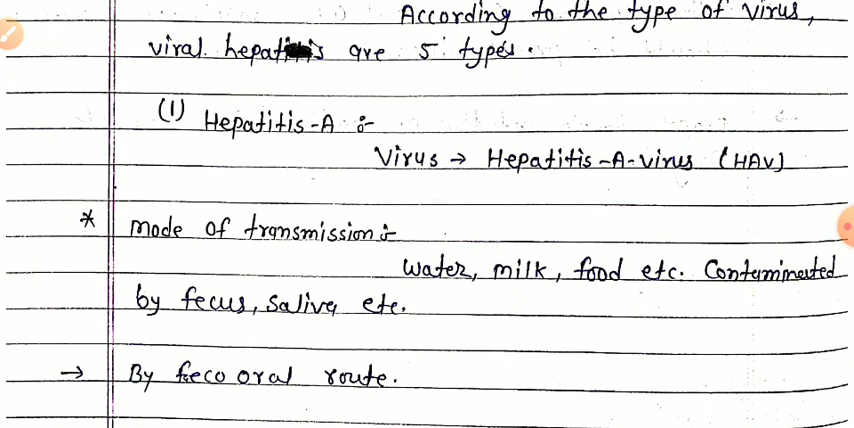 According to the type of virus,
viral hepatitis are 5 types.
(1) Hepatitis-A :-
Virus → Hepatitis-A-virus (HAV)
* mode of transmission :-
water, milk, food etc. Contaminated
by fecus, saliva etc.
→ By feco oral route.